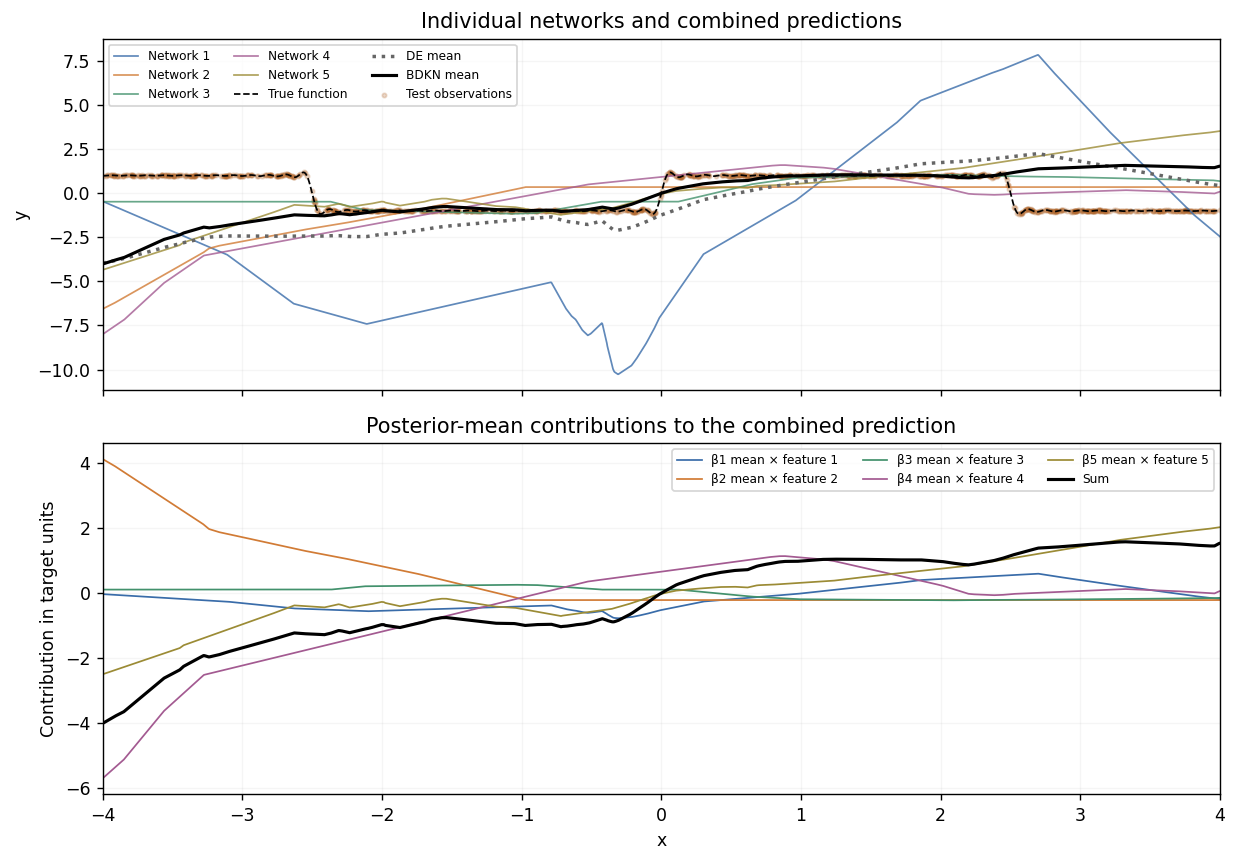 Individual networks and combined predictions
Network 1
Network 2
Network 3
Network 4
Network 5
True function
DE mean
BDKN mean
Test observations
7.5
5.0
2.5
0.0
−2.5
−5.0
−7.5
−10.0
y
Posterior-mean contributions to the combined prediction
β1 mean × feature 1
β2 mean × feature 2
β3 mean × feature 3
β4 mean × feature 4
β5 mean × feature 5
Sum
4
2
0
−2
−4
−6
Contribution in target units
−4
−3
−2
−1
0
1
2
3
4
x